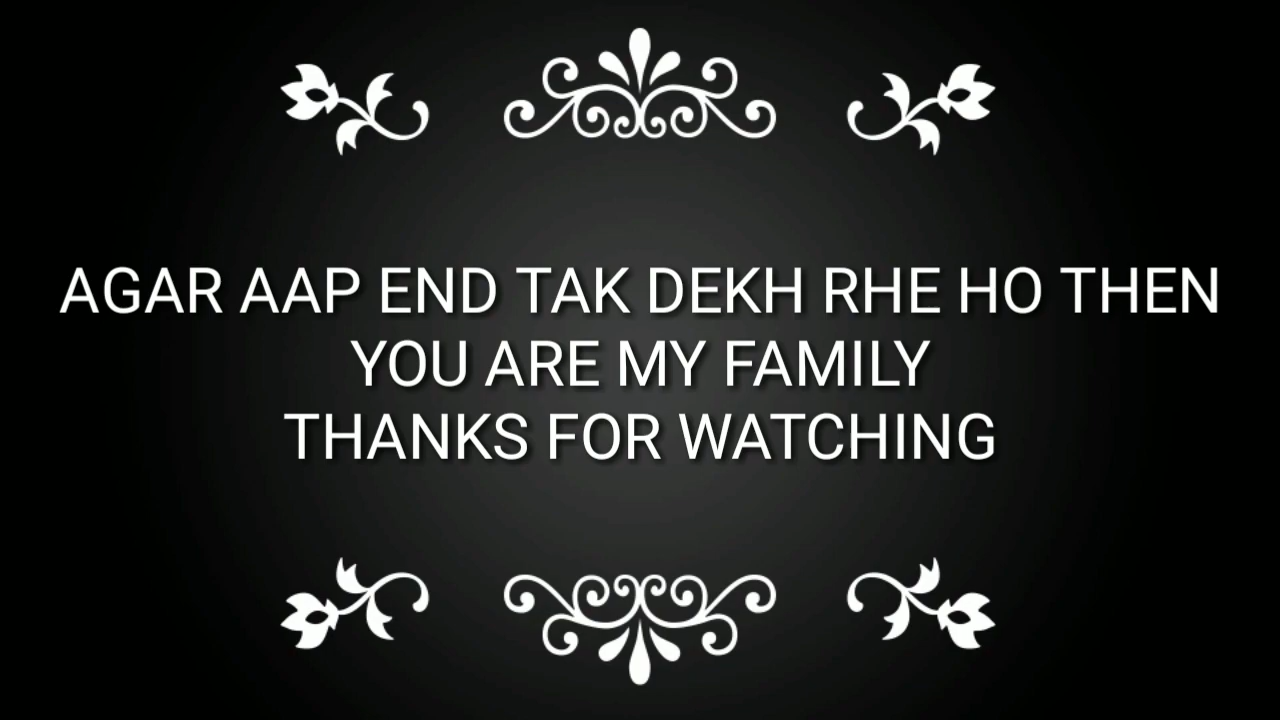 AGAR AAP END TAK DEKH RHE HO THEN
YOU ARE MY FAMILY
THANKS FOR WATCHING